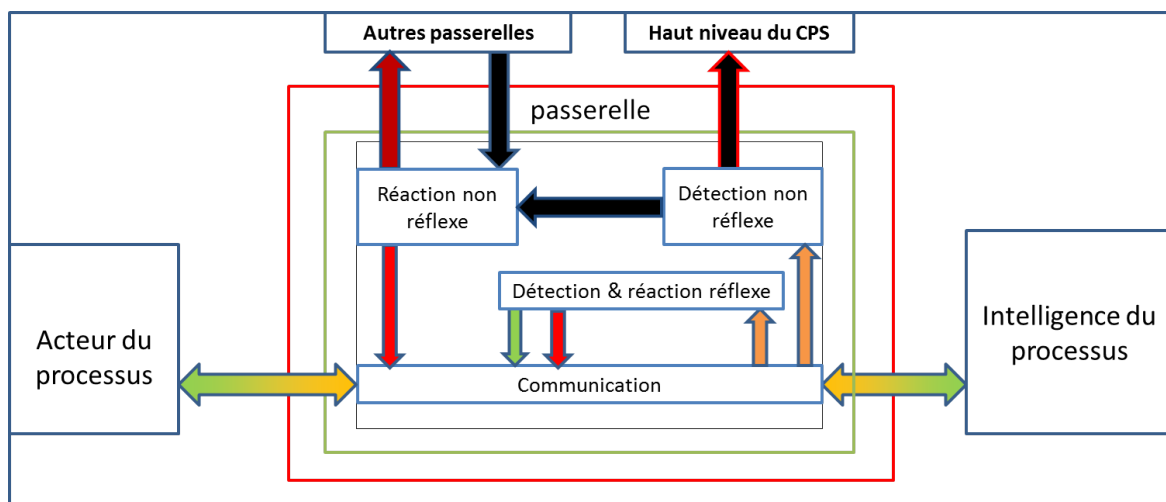 Autres passerelles
Haut niveau du CPS
passerelle
Réaction non
réflexe
Détection non
réflexe
Détection & réaction réflexe
Acteur du
processus
Intelligence du
processus
Communication